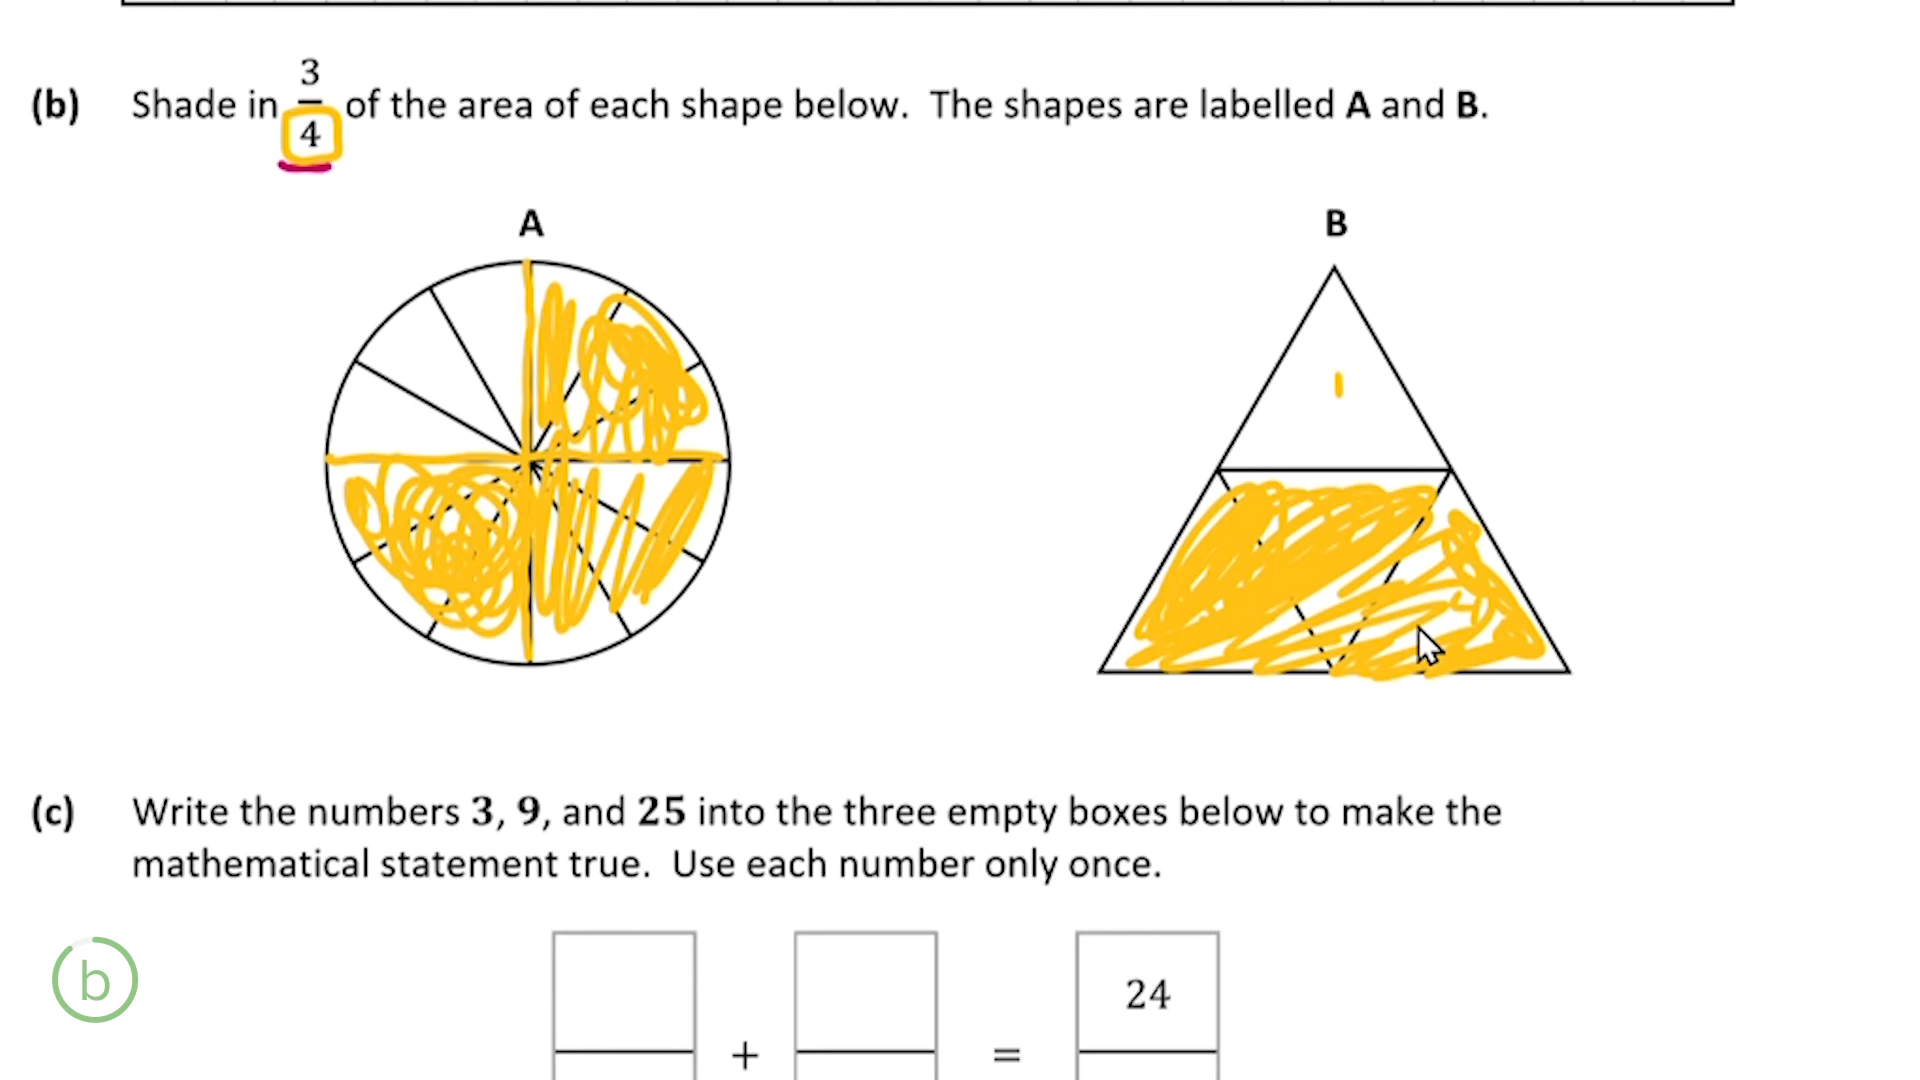 (b) Shade in 3/4 of the area of each shape below. The shapes are labelled A and B.
A
B
1
(c) Write the numbers 3, 9, and 25 into the three empty boxes below to make the
mathematical statement true. Use each number only once.
b
24
+ =